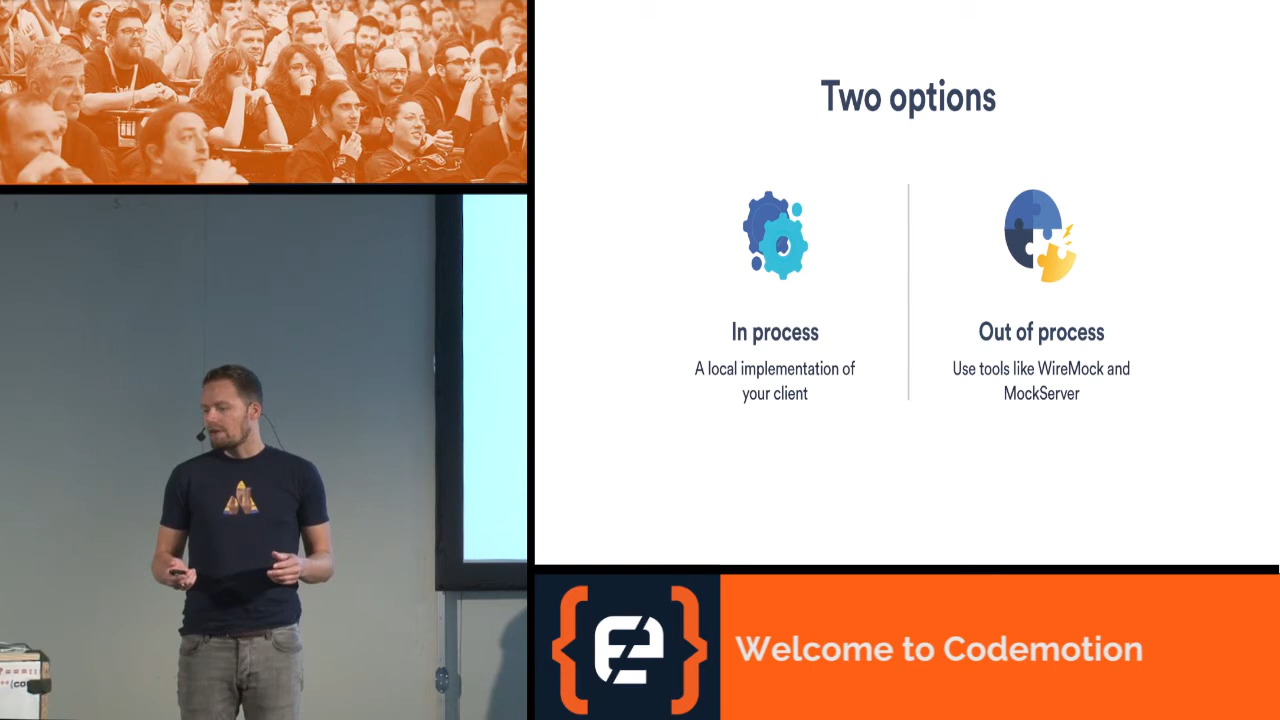 Two options
In process
A local implementation of
your client
Out of process
Use tools like WireMock and
MockServer
Welcome to Codemotion